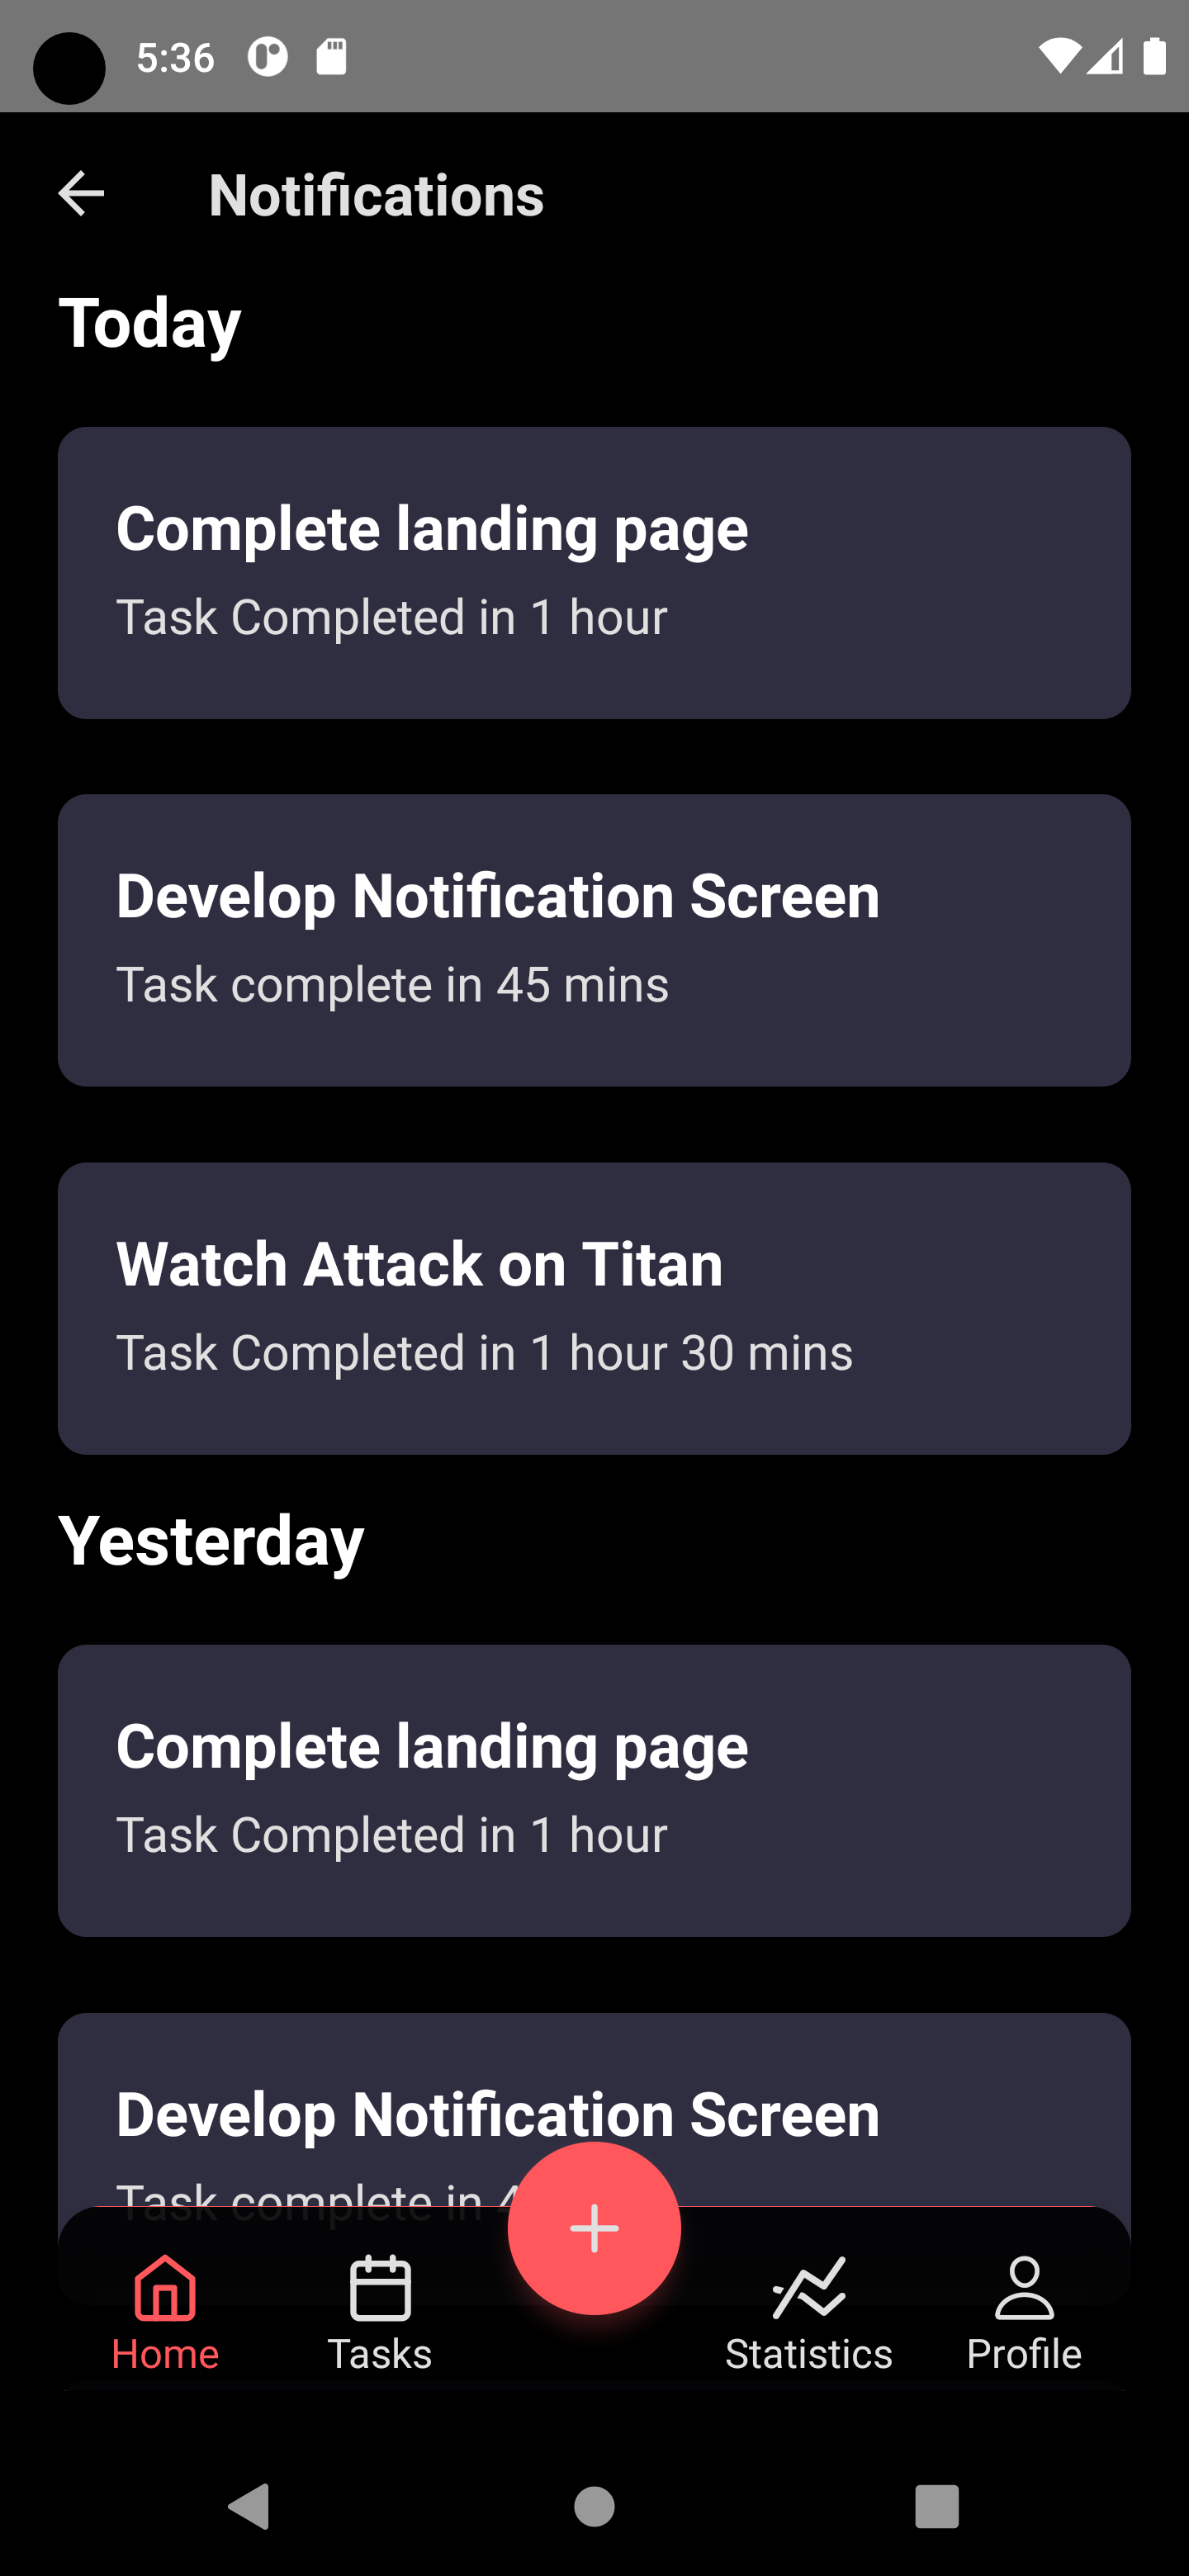 5:36
Notifications
Today
Complete landing page
Task Completed in 1 hour
Develop Notification Screen
Task complete in 45 mins
Watch Attack on Titan
Task Completed in 1 hour 30 mins
Yesterday
Complete landing page
Task Completed in 1 hour
Develop Notification Screen
Task complete in
Home
Tasks
Statistics
Profile